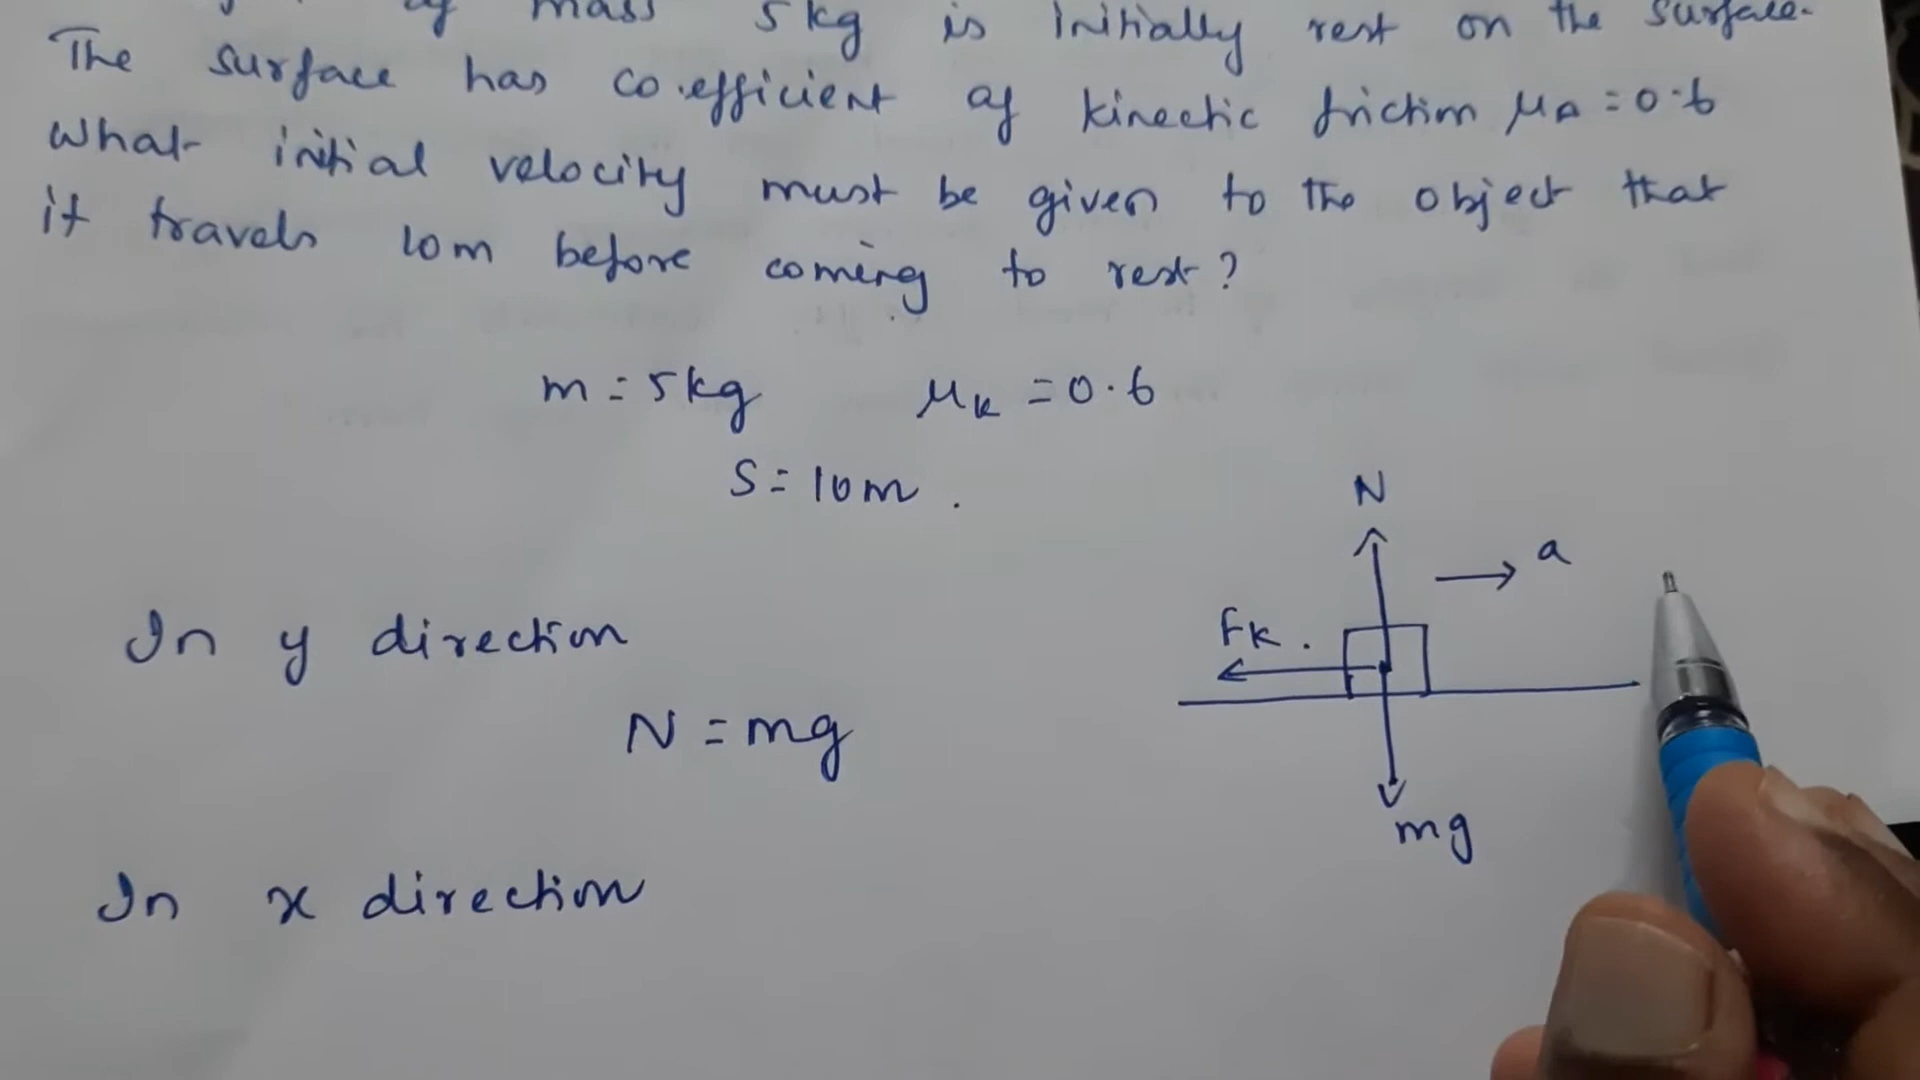 of mass 5kg is initially rest on the surface.
The surface has co.efficient of kinectic friction μk = 0.6
What initial velocity must be given to the object that
it travels 10m before coming to rest?
m = 5kg μk = 0.6
S = 10m .
N
a
Fk .
In y direction
N = mg
mg
In x direction